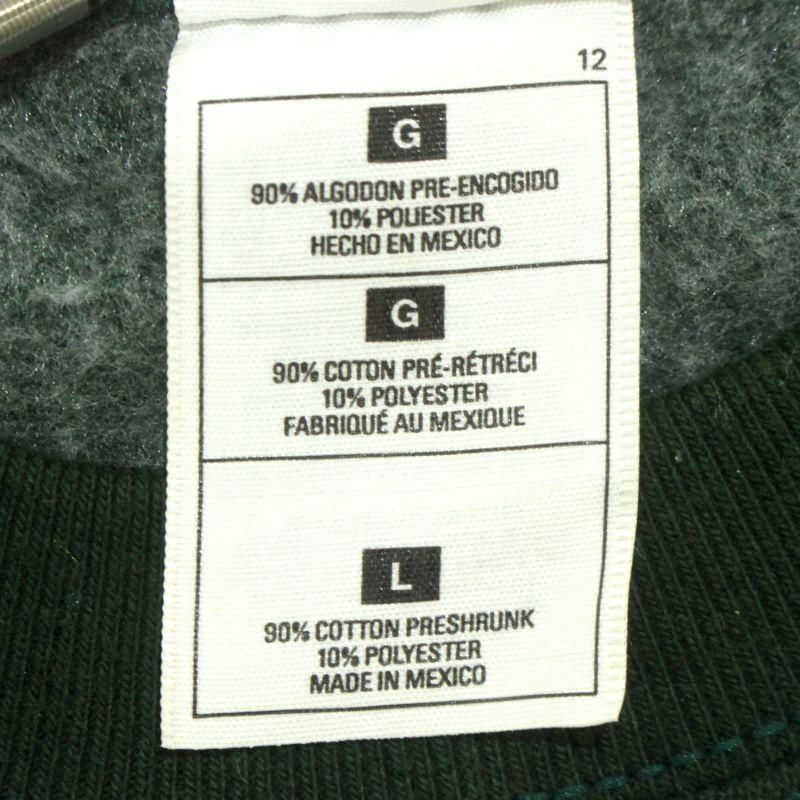 12
G
90% ALGODON PRE-ENCOGIDO
10% POLIESTER
HECHO EN MEXICO
G
90% COTON PRÉ-RÉTRÉCI
10% POLYESTER
FABRIQUÉ AU MEXIQUE
L
90% COTTON PRESHRUNK
10% POLYESTER
MADE IN MEXICO